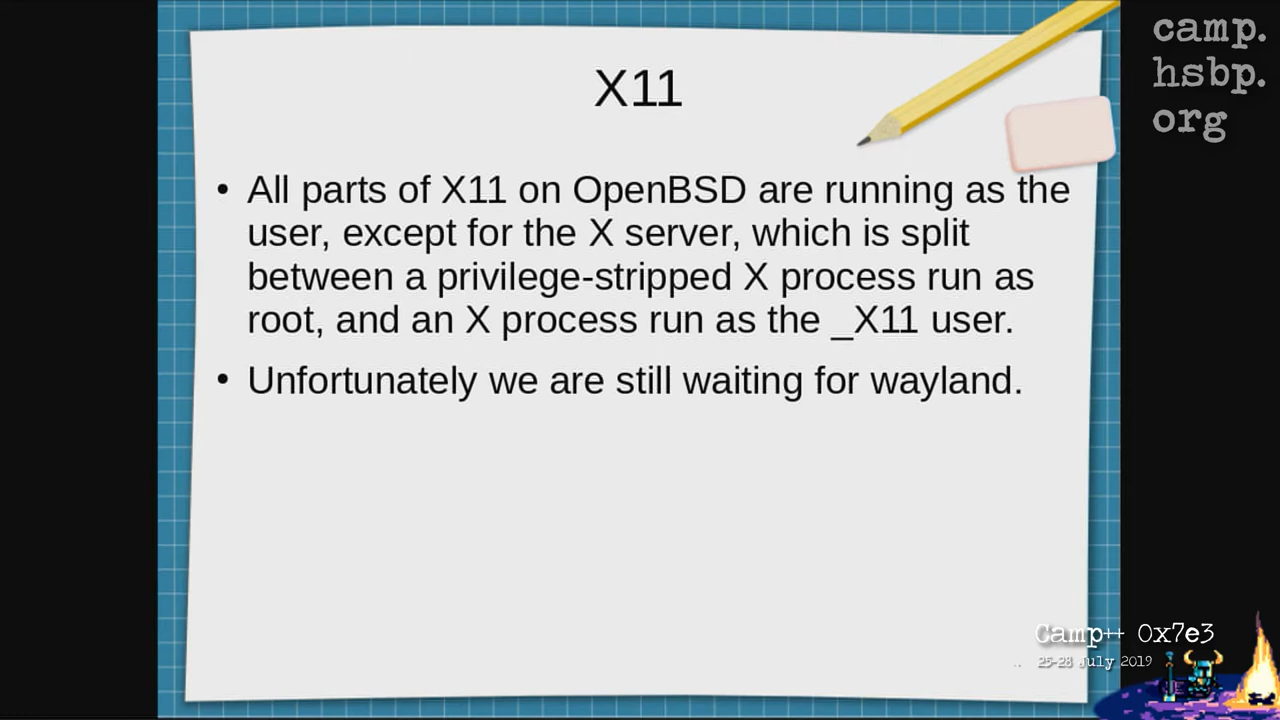 camp.
hsbp.
org
X11
• All parts of X11 on OpenBSD are running as the
user, except for the X server, which is split
between a privilege-stripped X process run as
root, and an X process run as the _X11 user.
• Unfortunately we are still waiting for wayland.
Camp++ 0x7e3
25-28 July 2019